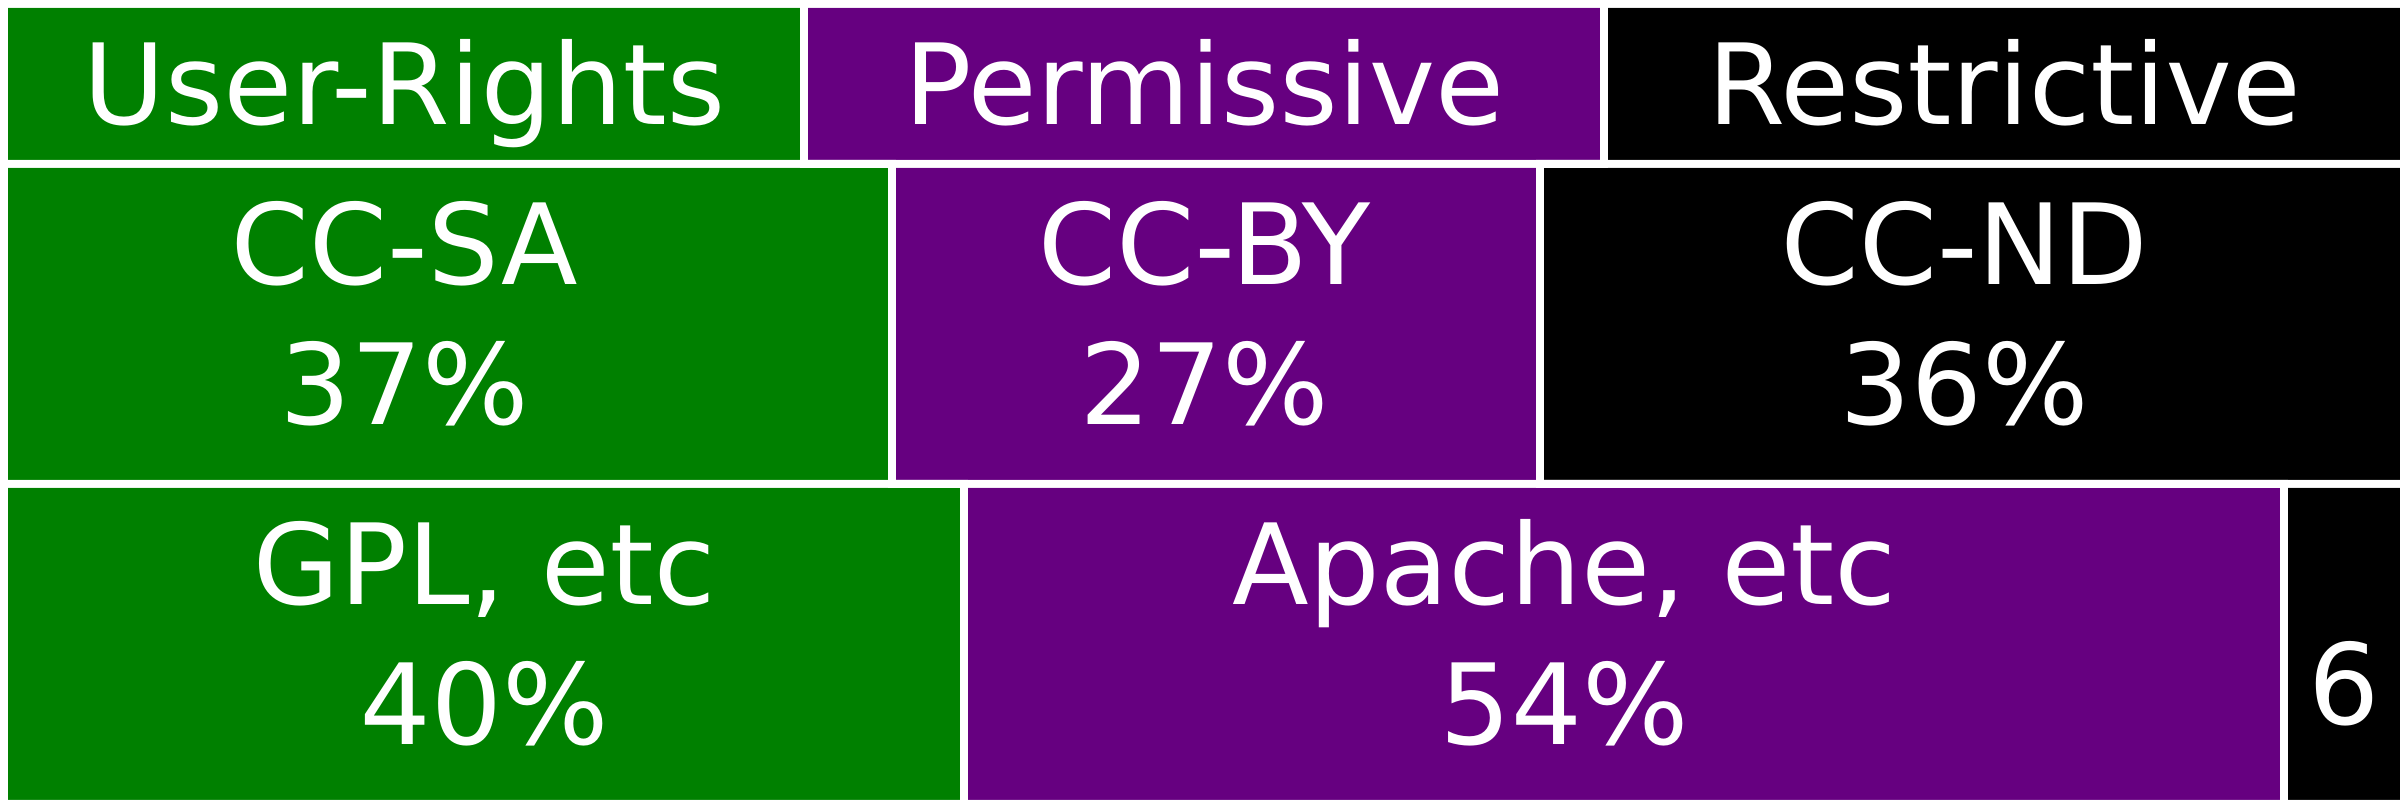 User-Rights
Permissive
Restrictive
CC-SA
37%
CC-BY
27%
CC-ND
36%
GPL, etc
40%
Apache, etc
54%
6